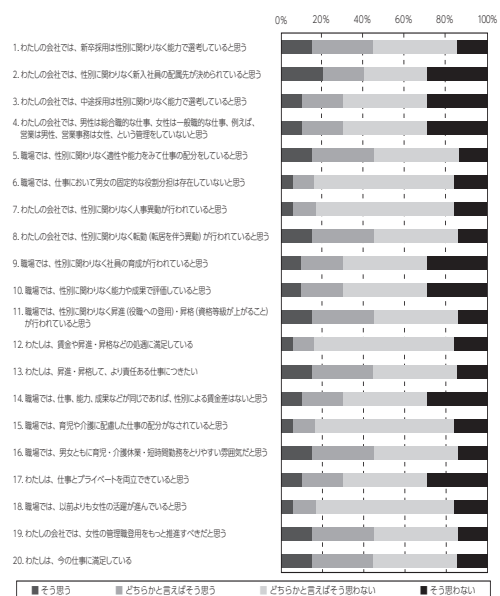 0% 20% 40% 60% 80% 100%
1. わたしの会社では、新卒採用は性別に関わりなく能力で選考していると思う
2. わたしの会社では、性別に関わりなく新入社員の配属先が決められていると思う
3. わたしの会社では、中途採用は性別に関わりなく能力で選考していると思う
4. わたしの会社では、男性は総合職的な仕事、女性は一般職的な仕事、例えば、
営業は男性、営業事務は女性、という管理をしていないと思う
5. 職場では、性別に関わりなく適性や能力をみて仕事の配分をしていると思う
6. 職場では、仕事において男女の固定的な役割分担は存在していないと思う
7. わたしの会社では、性別に関わりなく人事異動が行われていると思う
8. わたしの会社では、性別に関わりなく転勤（転居を伴う異動）が行われていると思う
9. 職場では、性別に関わりなく社員の育成が行われていると思う
10. 職場では、性別に関わりなく能力や成果で評価していると思う
11. 職場では、性別に関わりなく昇進（役職への登用）・昇格（資格等級が上がること）
が行われていると思う
12. わたしは、賃金や昇進・昇格などの処遇に満足している
13. わたしは、昇進・昇格して、より責任ある仕事につきたい
14. 職場では、仕事、能力、成果などが同じであれば、性別による賃金差はないと思う
15. 職場では、育児や介護に配慮した仕事の配分がなされていると思う
16. 職場では、男女ともに育児・介護休業・短時間勤務をとりやすい雰囲気だと思う
17. わたしは、仕事とプライベートを両立できていると思う
18. 職場では、以前よりも女性の活躍が進んでいると思う
19. わたしの会社では、女性の管理職登用をもっと推進すべきだと思う
20. わたしは、今の仕事に満足している
そう思う どちらかと言えばそう思う どちらかと言えばそう思わない そう思わない